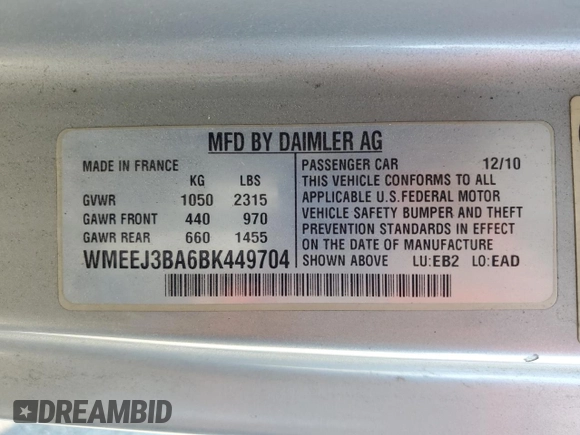 MFD BY DAIMLER AG
MADE IN FRANCE
KG LBS
GVWR 1050 2315
GAWR FRONT 440 970
GAWR REAR 660 1455
WMEEJ3BA6BK449704
PASSENGER CAR 12/10
THIS VEHICLE CONFORMS TO ALL
APPLICABLE U.S.FEDERAL MOTOR
VEHICLE SAFETY BUMPER AND THEFT
PREVENTION STANDARDS IN EFFECT
ON THE DATE OF MANUFACTURE
SHOWN ABOVE LU:EB2 LO:EAD
DREAMBID